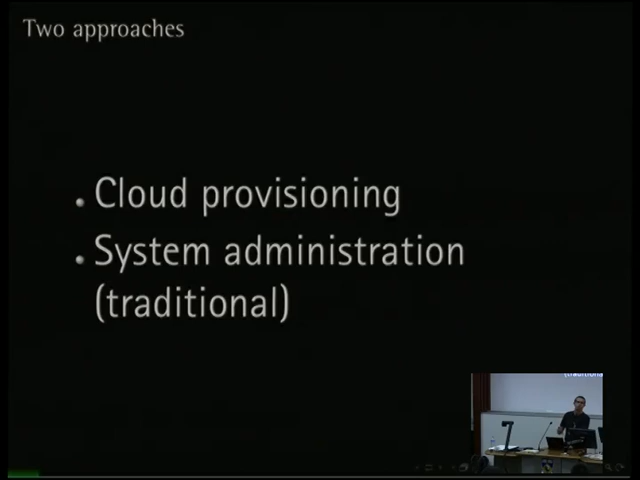 Two approaches
Cloud provisioning
System administration
(traditional)